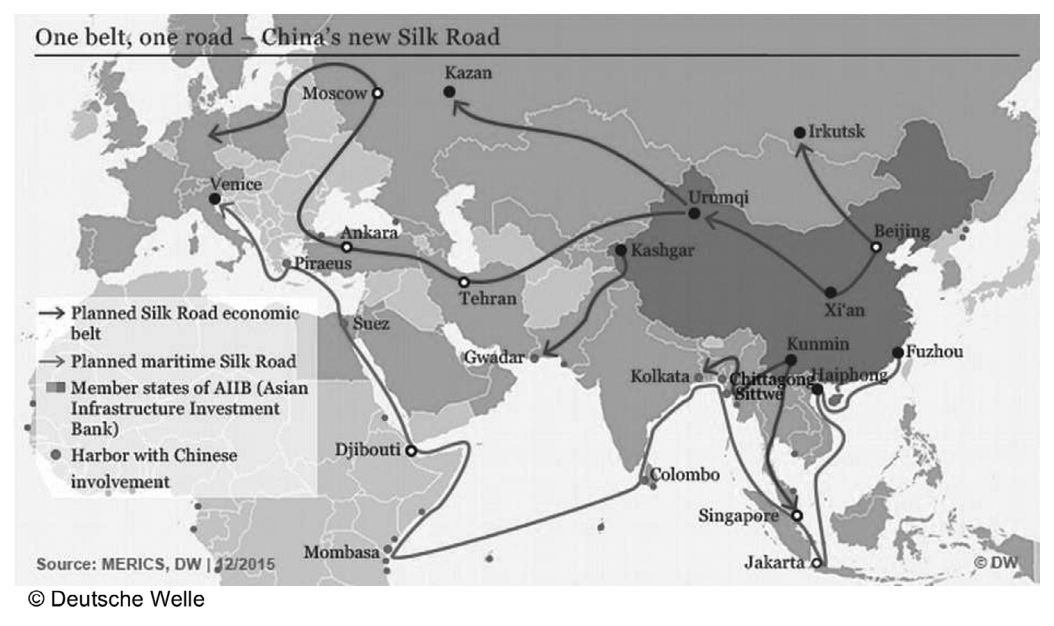 One belt, one road – China's new Silk Road
Kazan
Moscow
Irkutsk
Venice
Urumqi
Ankara
Beijing
Piraeus
Kashgar
Tehran
Xi'an
Planned Silk Road economic
belt
Suez
Planned maritime Silk Road
Gwadar
Kunmin
Fuzhou
Member states of AIIB (Asian
Infrastructure Investment
Bank)
Kolkata
Chittagong
Haiphong
Sittwe
Djibouti
Harbor with Chinese
involvement
Colombo
Singapore
Mombasa
Jakarta
Source: MERICS, DW | 12/2015
© DW
© Deutsche Welle